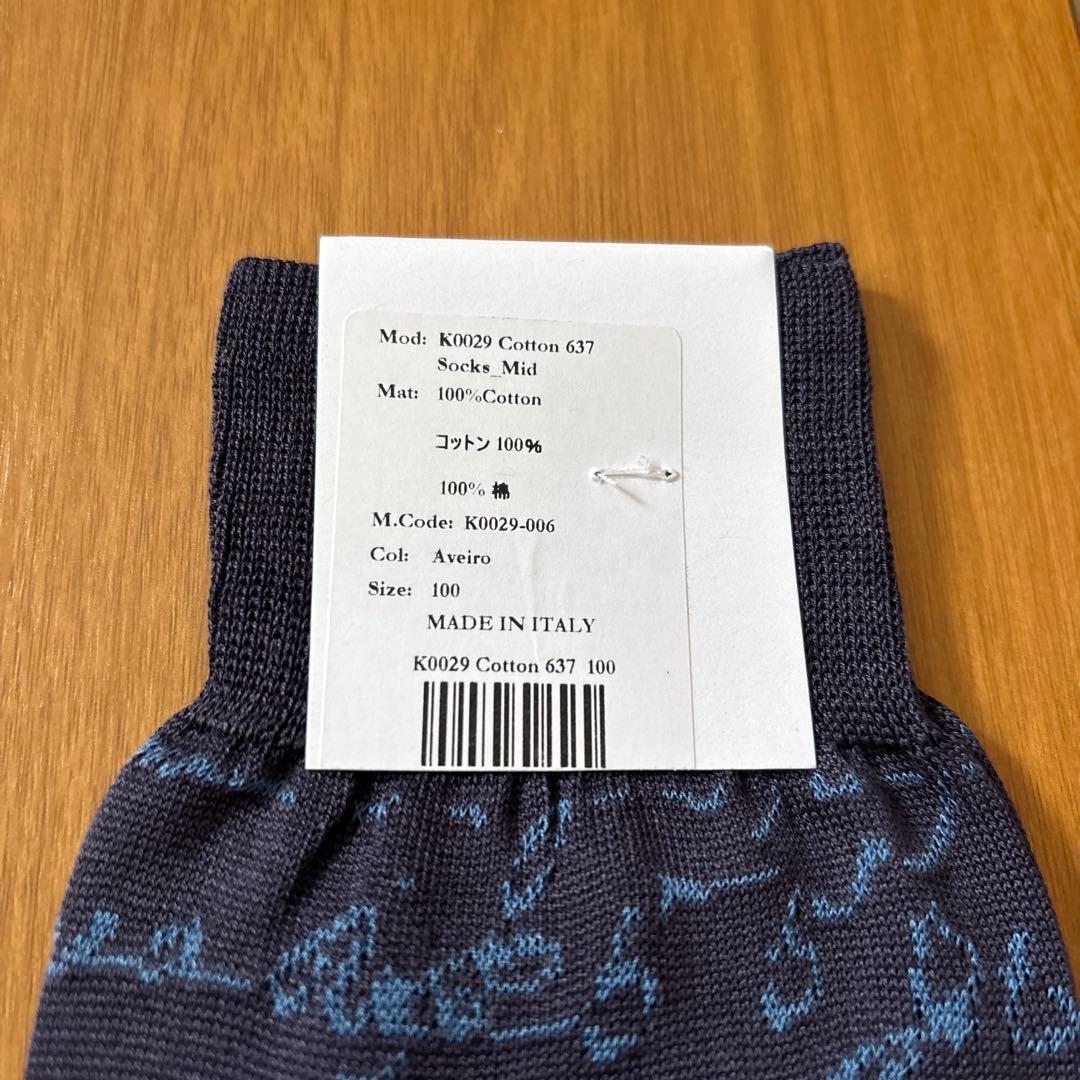 Mod: K0029 Cotton 637
Socks_Mid
Mat: 100%Cotton
コットン 100%
100% 棉
M.Code: K0029-006
Col: Aveiro
Size: 100
MADE IN ITALY
K0029 Cotton 637 100